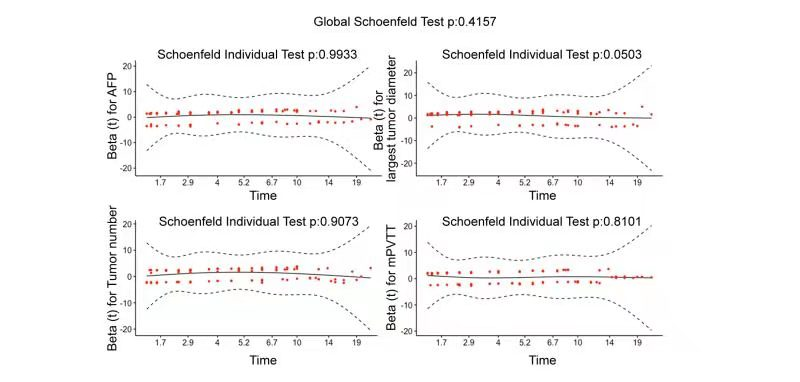 Global Schoenfeld Test p:0.4157
Schoenfeld Individual Test p:0.9933
Beta (t) for AFP
20
10
0
-10
-20
1.7 2.9 4 5.2 6.7 10 14 19
Time
Schoenfeld Individual Test p:0.0503
Beta (t) for
largest tumor diameter
20
10
0
-10
-20
1.7 2.9 4 5.2 6.7 10 14 19
Time
Schoenfeld Individual Test p:0.9073
Beta (t) for Tumor number
20
10
0
-10
-20
1.7 2.9 4 5.2 6.7 10 14 19
Time
Schoenfeld Individual Test p:0.8101
Beta (t) for mPVTT
20
10
0
-10
-20
1.7 2.9 4 5.2 6.7 10 14 19
Time